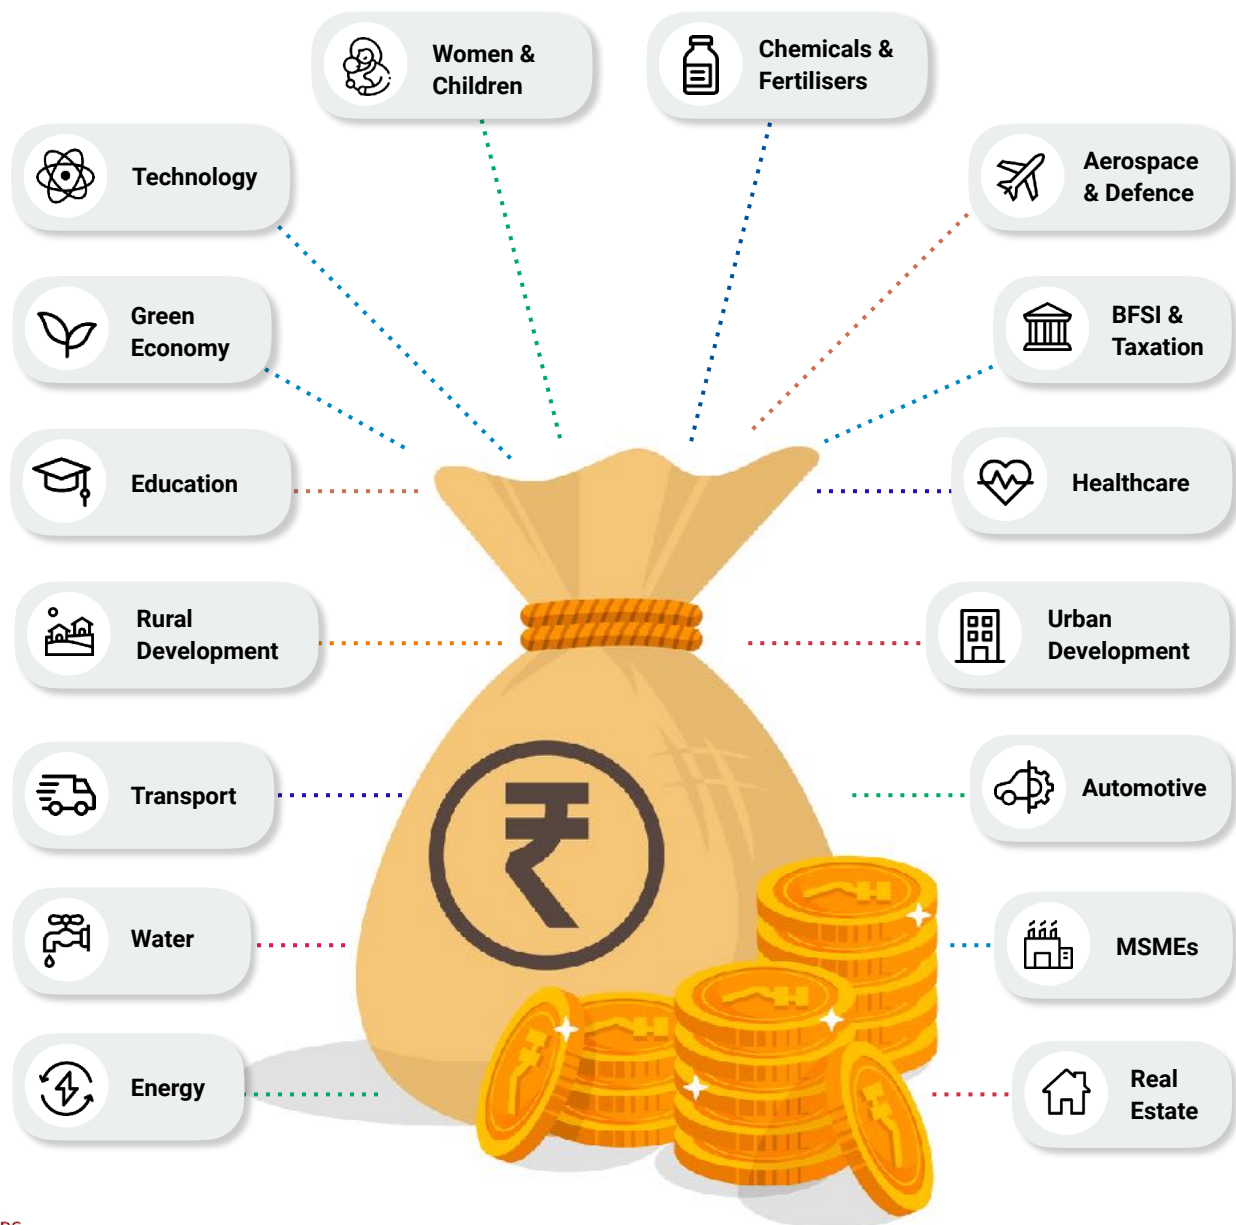 Women &
Children
Chemicals &
Fertilisers
Technology
Aerospace
& Defence
Green
Economy
BFSI &
Taxation
Education
Healthcare
Rural
Development
Urban
Development
₹
Transport
Automotive
Water
MSMEs
Energy
Real
Estate